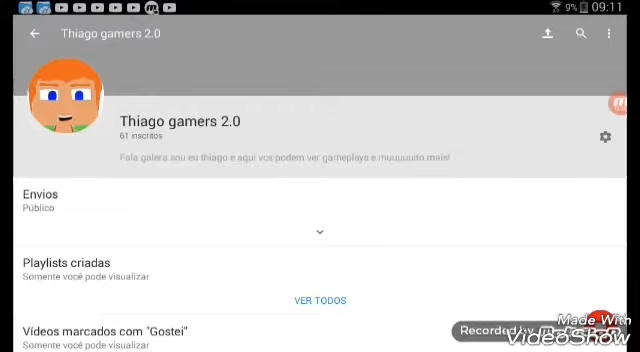 9% 09:11
Thiago gamers 2.0
Thiago gamers 2.0
61 inscritos
Fala galera sou eu thiago e aqui vcs podem ver gameplays e muuuuuito mais!
Envios
Público
Playlists criadas
Somente você pode visualizar
VER TODOS
Vídeos marcados com "Gostei"
Somente você pode visualizar
Made With
Recorded by
VideoShow